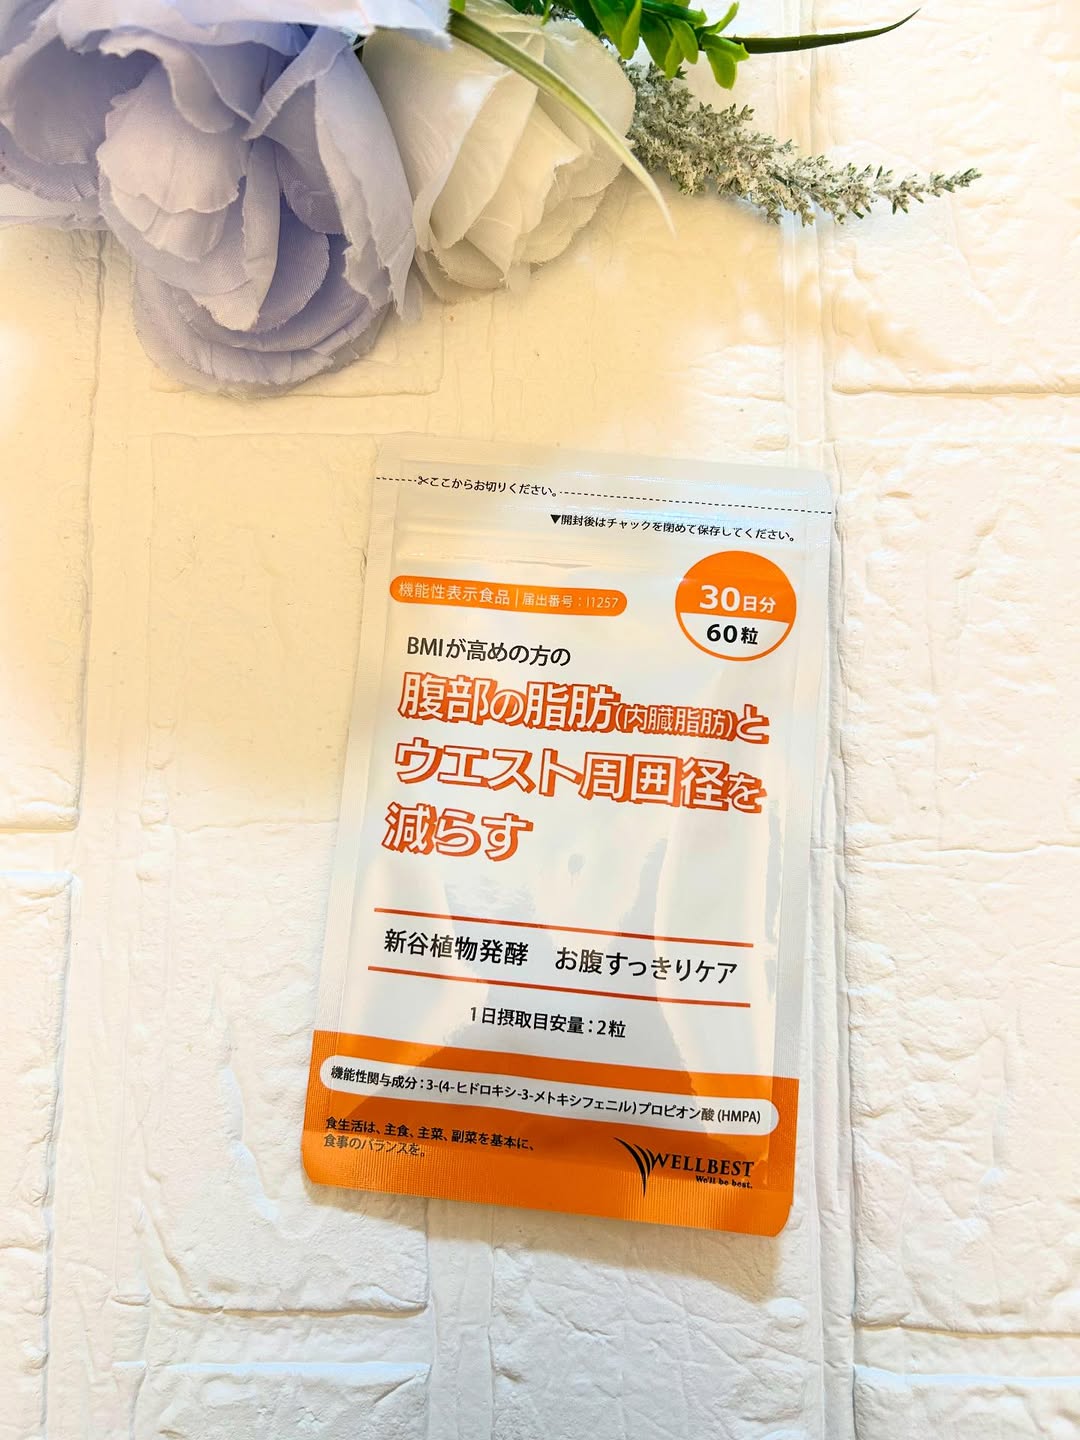 ✂ここからお切りください。
▼開封後はチャックを閉めて保存してください。
機能性表示食品 | 届出番号:I1257
30日分
60粒
BMIが高めの方の
腹部の脂肪(内臓脂肪)と
ウエスト周囲径を
減らす
新谷植物発酵 お腹すっきりケア
1日摂取目安量:2粒
機能性関与成分:3-(4-ヒドロキシ-3-メトキシフェニル)プロピオン酸(HMPA)
食生活は、主食、主菜、副菜を基本に、
食事のバランスを。
WELLBEST
We'll be best.